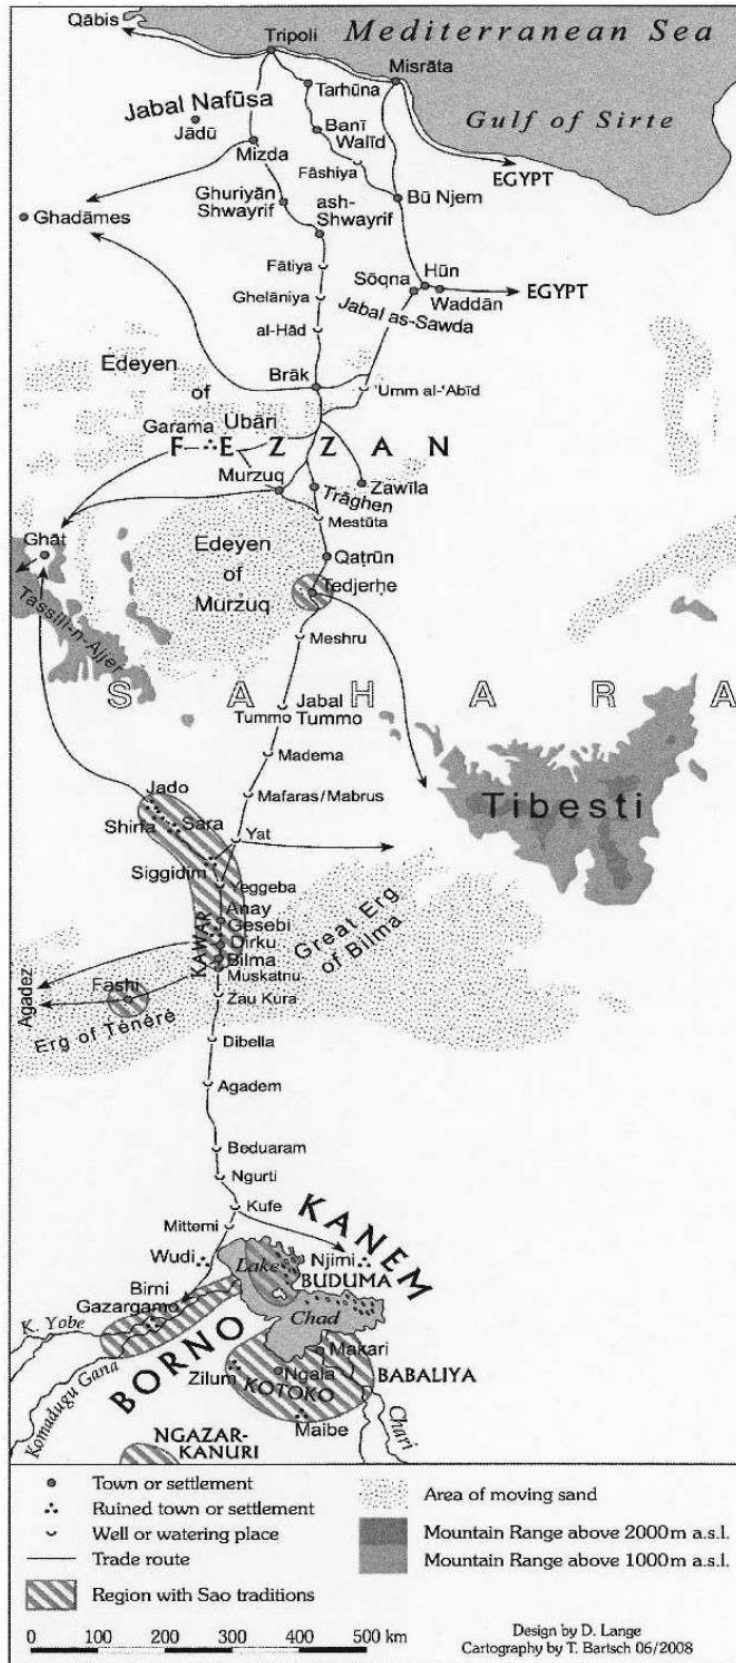 Qābis
Mediterranean Sea
Tripoli
Misrāta
Tarhūna
Jabal Nafūsa
Jādū
Banī
Walīd
Gulf of Sirte
Mizda
Fāshiya
EGYPT
Ghadāmes
Ghuriyān
Shwayrif
ash-
Shwayrif
Bū Njem
Fātiya
Sōqna
Hūn
EGYPT
Ghelāniya
Waddān
Jabal as-Sawda
al-Hād
Edeyen
of
Ubāri
Brāk
'Umm al-'Abīd
Garama
FEZZAN
Murzuq
Trāghen
Zawīla
Mestūta
Ghāt
Edeyen
of
Murzuq
Qaṭrūn
Tedjerḥe
Tassili-n-Ajjer
Meshru
SAHARA
Tummo
Jabal
Tummo
Madema
Jado
Mafaras/Mabrus
Tibesti
Shirfa
Sara
Yat
Siggidim
Yeggeba
Anay
Gesebi
KAWAR
Dirku
Bilma
Great Erg
of Bilma
Muskatnu
Agadez
Fashi
Zau Kura
Erg of Ténéré
Dibella
Agadem
Beduaram
Ngurti
Kufe
KANEM
Mittemi
Wudi
Lake
Njimi
BUDUMA
Birni
Gazargamo
Chad
K. Yobe
BORNO
Makari
Komadugu Gana
Zilum
Ngala
KOTOKO
BABALIYA
Maibe
Chari
NGAZAR-
KANURI
Town or settlement
Ruined town or settlement
Well or watering place
Trade route
Region with Sao traditions
Area of moving sand
Mountain Range above 2000m a.s.l.
Mountain Range above 1000m a.s.l.
0 100 200 300 400 500 km
Design by D. Lange
Cartography by T. Bartsch 06/2008